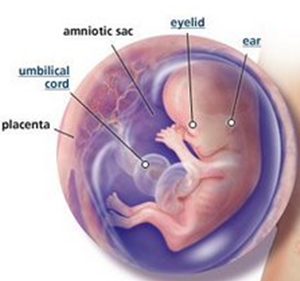 amniotic sac
eyelid
ear
umbilical
cord
placenta